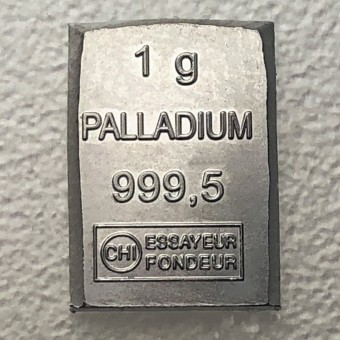 1 g
PALLADIUM
999,5
CHI ESSAYEUR
FONDEUR